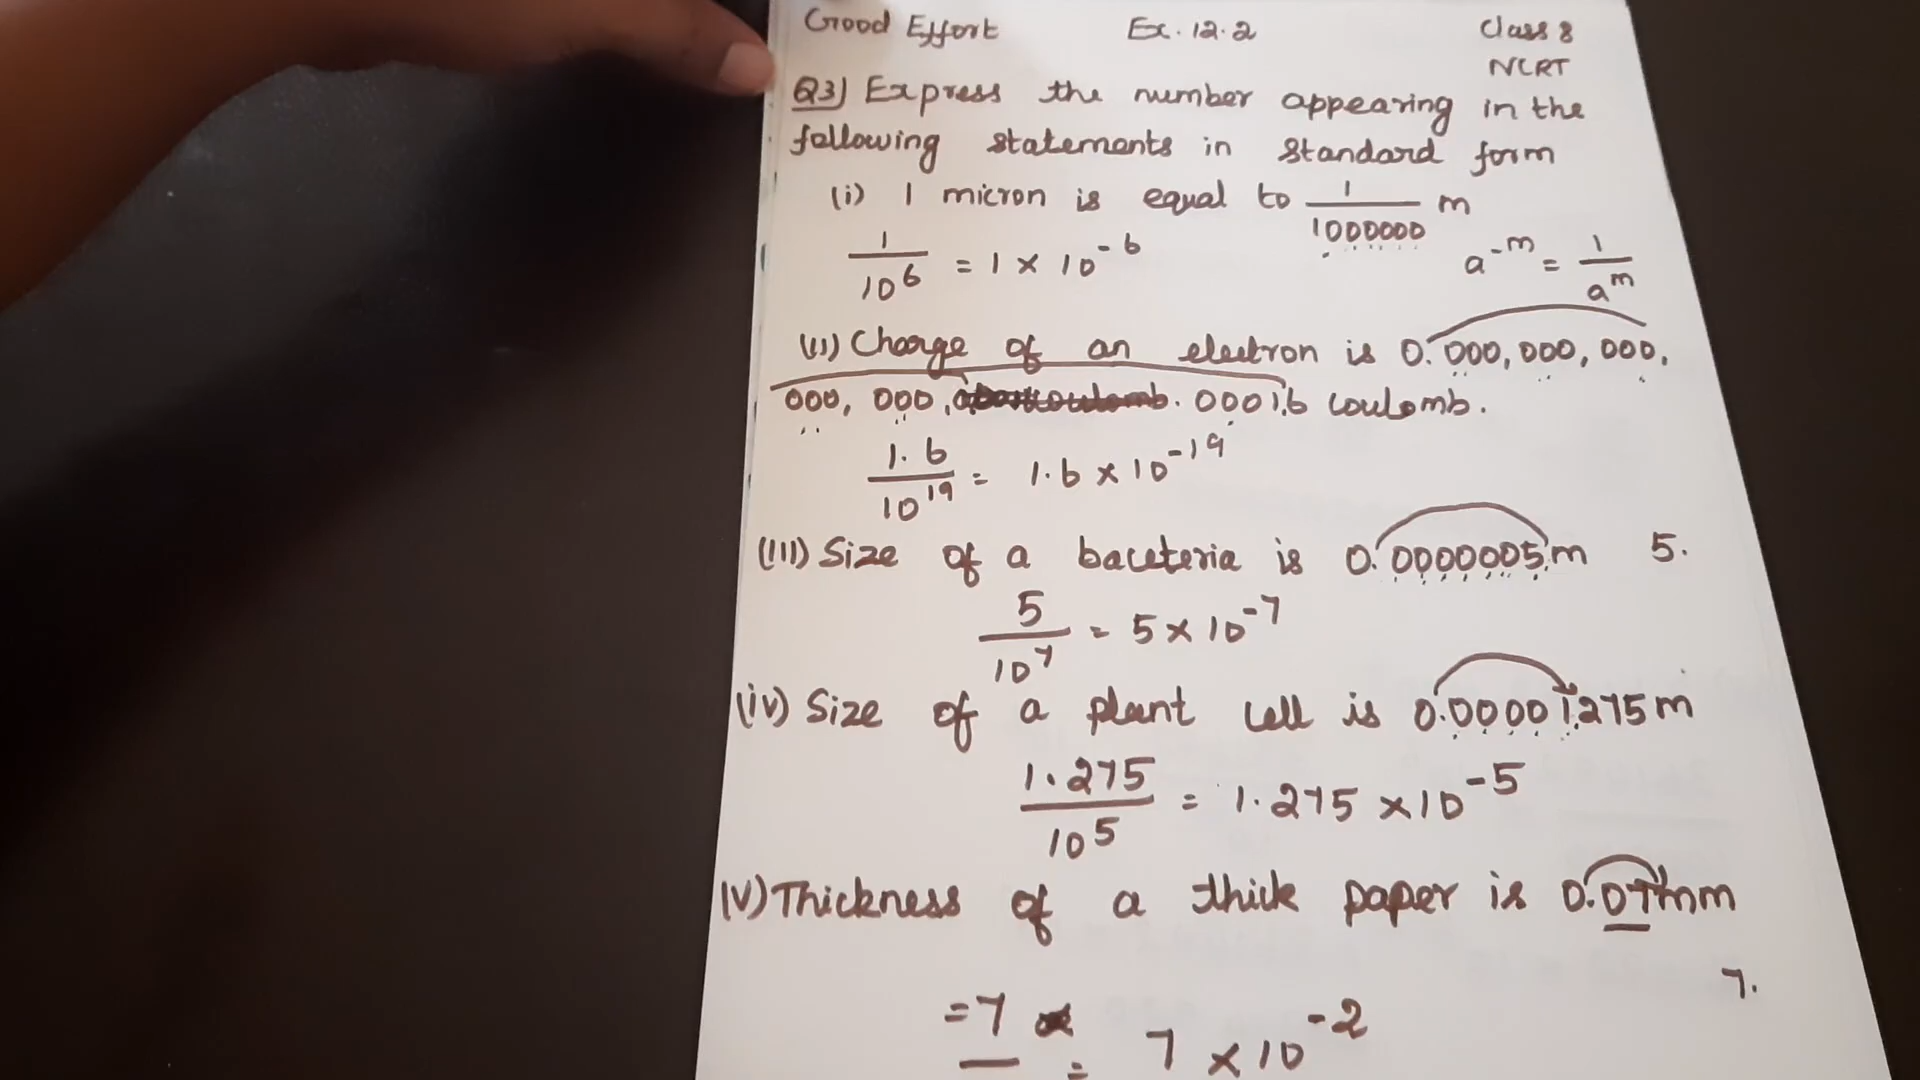 Good Effort Ex. 12.2 Class 8
NCRT
Q3) Express the number appearing in the
following statements in standard form
(i) 1 micron is equal to 1/1000000 m
1/10^6 = 1 × 10^-6 a^-m = 1/a^m
(ii) Charge of an electron is 0.000,000,000,
000,000, 0001.6 coulomb.
1.6/10^19 = 1.6 × 10^-19
(iii) Size of a baceteria is 0.0000005m 5.
5/10^7 = 5 × 10^-7
(iv) Size of a plant cell is 0.00001.275m
1.275/10^5 = 1.275 × 10^-5
(v) Thickness of a thick paper is 0.07mm
7.
=7 = 7 × 10^-2